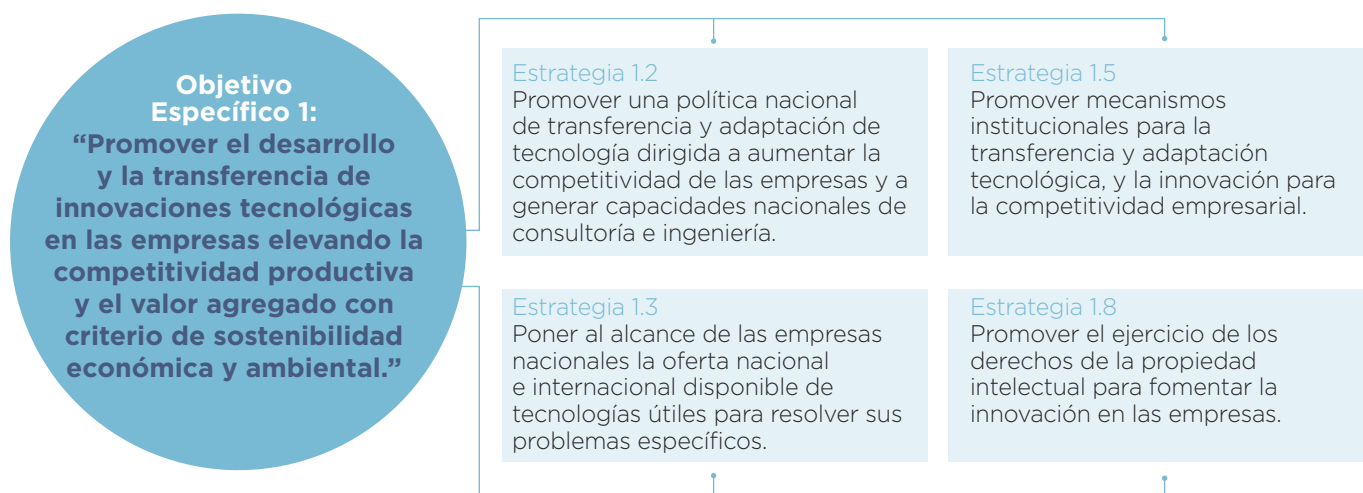 Objetivo
Específico 1:
“Promover el desarrollo
y la transferencia de
innovaciones tecnológicas
en las empresas elevando la
competitividad productiva
y el valor agregado con
criterio de sostenibilidad
económica y ambiental.”
Estrategia 1.2
Promover una política nacional
de transferencia y adaptación de
tecnología dirigida a aumentar la
competitividad de las empresas y a
generar capacidades nacionales de
consultoría e ingeniería.
Estrategia 1.5
Promover mecanismos
institucionales para la
transferencia y adaptación
tecnológica, y la innovación para
la competitividad empresarial.
Estrategia 1.3
Poner al alcance de las empresas
nacionales la oferta nacional
e internacional disponible de
tecnologías útiles para resolver sus
problemas específicos.
Estrategia 1.8
Promover el ejercicio de los
derechos de la propiedad
intelectual para fomentar la
innovación en las empresas.